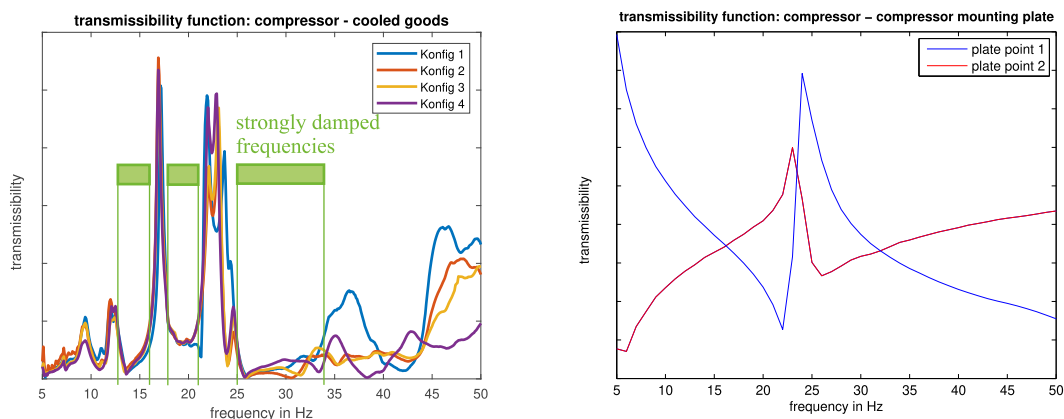 transmissibility function: compressor - cooled goods
Konfig 1
Konfig 2
Konfig 3
Konfig 4
strongly damped
frequencies
transmissibility
5 10 15 20 25 30 35 40 45 50
frequency in Hz
transmissibility function: compressor – compressor mounting plate
plate point 1
plate point 2
transmissibility
5 10 15 20 25 30 35 40 45 50
frequency in Hz